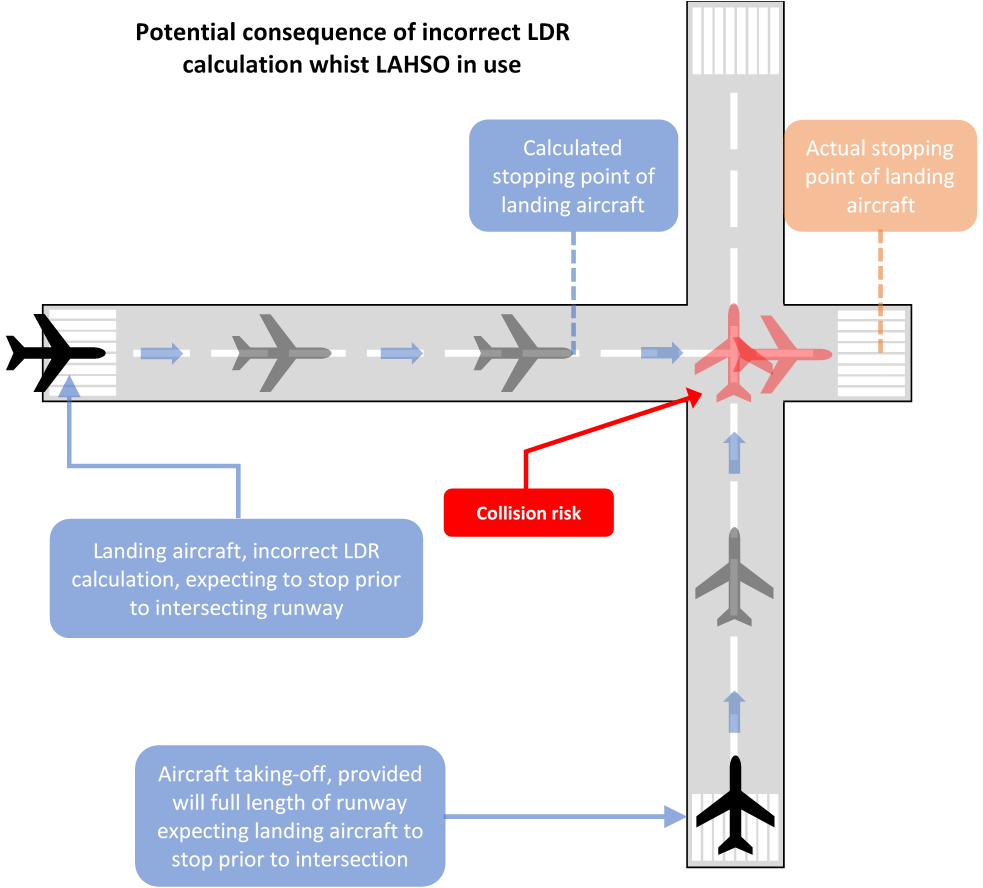 Potential consequence of incorrect LDR
calculation whist LAHSO in use
Calculated
stopping point of
landing aircraft
Actual stopping
point of landing
aircraft
Collision risk
Landing aircraft, incorrect LDR
calculation, expecting to stop prior
to intersecting runway
Aircraft taking-off, provided
will full length of runway
expecting landing aircraft to
stop prior to intersection